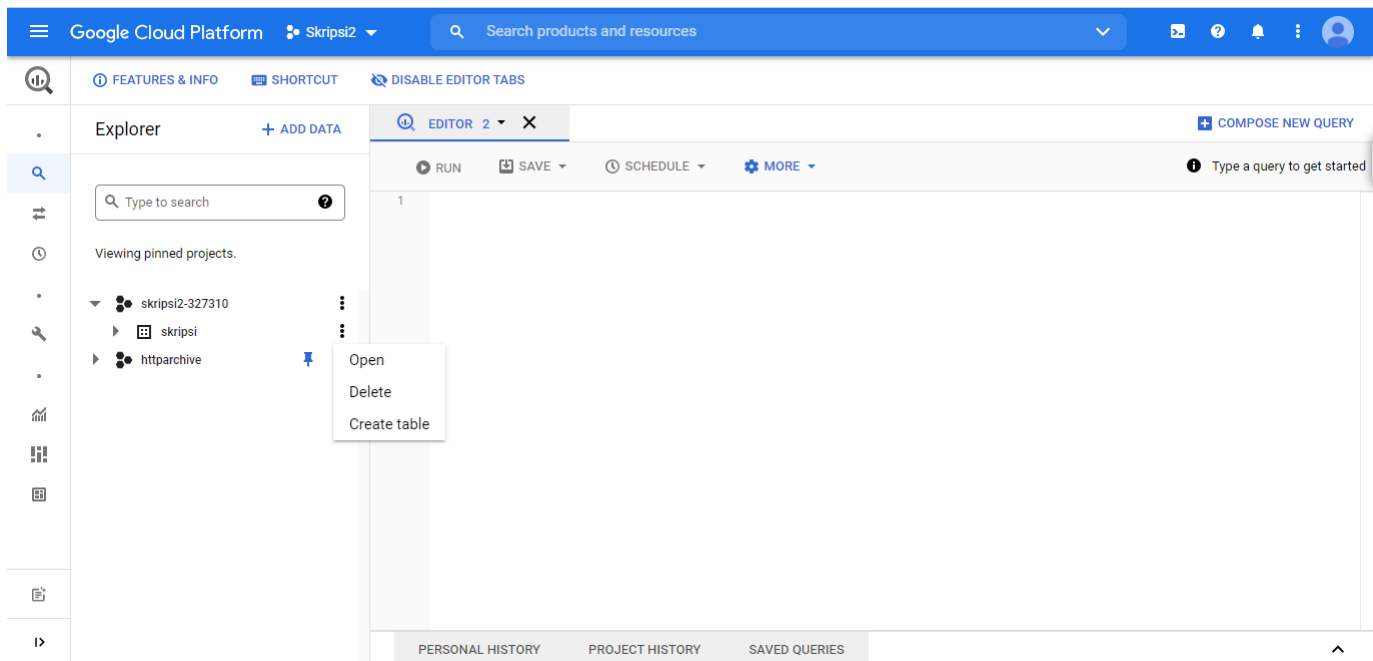 Google Cloud Platform Skripsi2 Search products and resources
FEATURES & INFO SHORTCUT DISABLE EDITOR TABS
Explorer + ADD DATA
EDITOR 2 COMPOSE NEW QUERY
RUN SAVE SCHEDULE MORE Type a query to get started
Type to search
1
Viewing pinned projects.
skripsi2-327310
skripsi
httparchive
Open
Delete
Create table
PERSONAL HISTORY PROJECT HISTORY SAVED QUERIES